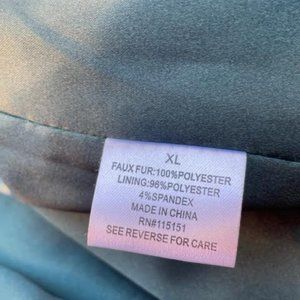 XL
FAUX FUR:100%POLYESTER
LINING:96%POLYESTER
4%SPANDEX
MADE IN CHINA
RN#115151
SEE REVERSE FOR CARE